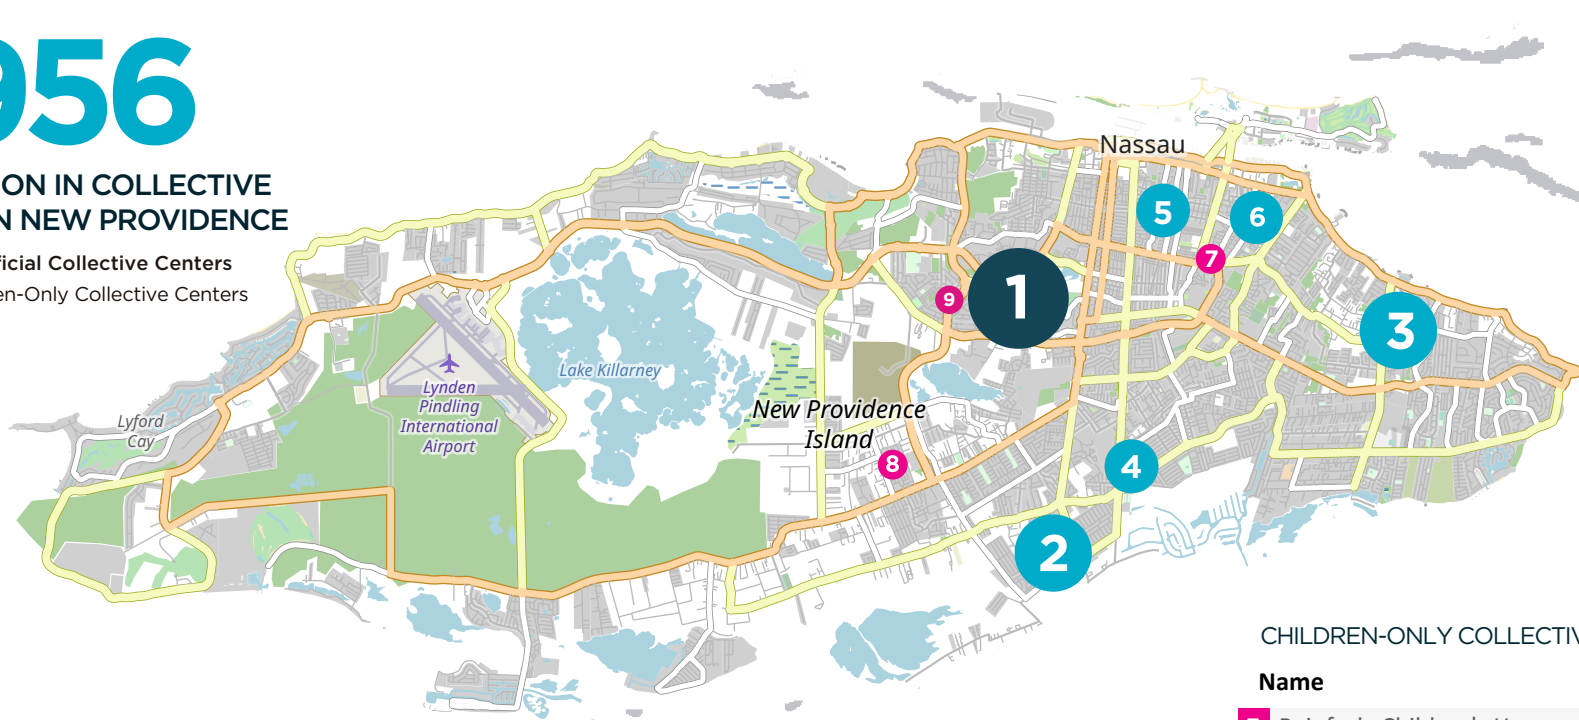 956
ON IN COLLECTIVE
N NEW PROVIDENCE
ficial Collective Centers
en-Only Collective Centers
Nassau
5
6
7
9
1
3
Lake Killarney
Lynden
Pindling
International
Airport
Lyford
Cay
New Providence
Island
8
4
2
CHILDREN-ONLY COLLECTIV
Name